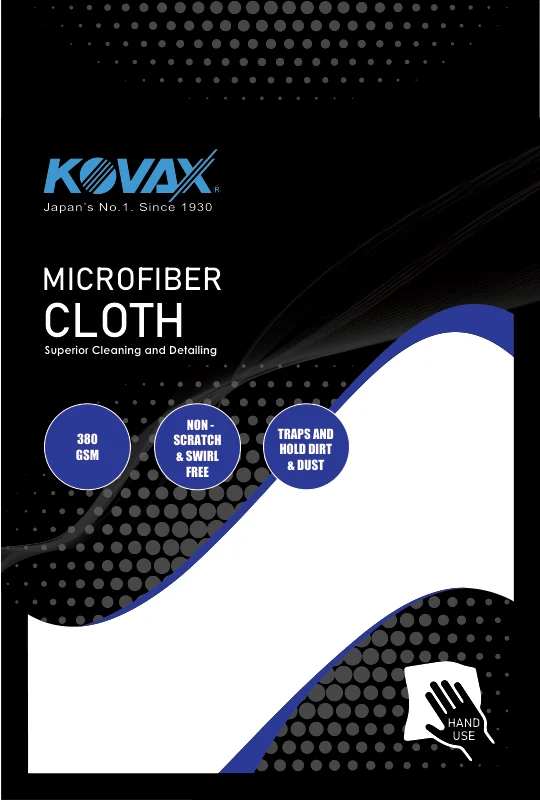 KOVAX®
Japan's No.1. Since 1930
MICROFIBER
CLOTH
Superior Cleaning and Detailing
380
GSM
NON -
SCRATCH
& SWIRL
FREE
TRAPS AND
HOLD DIRT
& DUST
HAND
USE